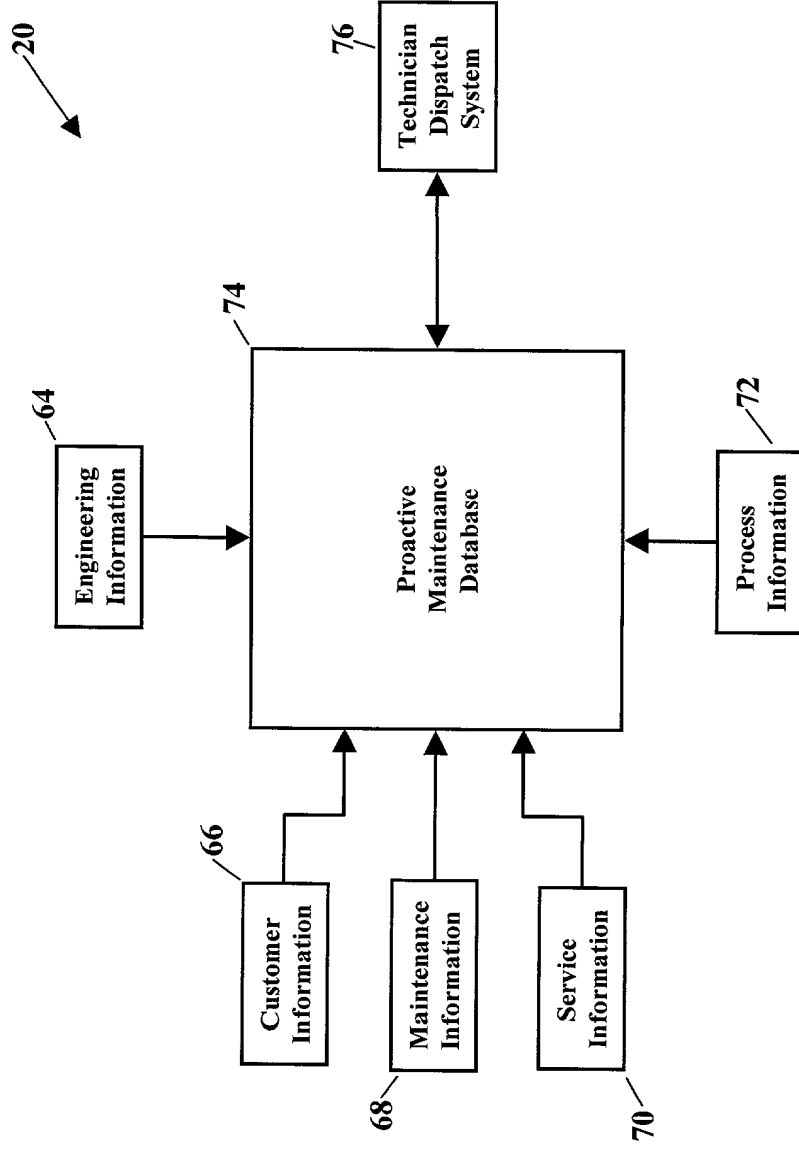 20
64
Engineering
Information
66
Customer
Information
74
Proactive
Maintenance
Database
76
Technician
Dispatch
System
68
Maintenance
Information
Service
Information
70
72
Process
Information